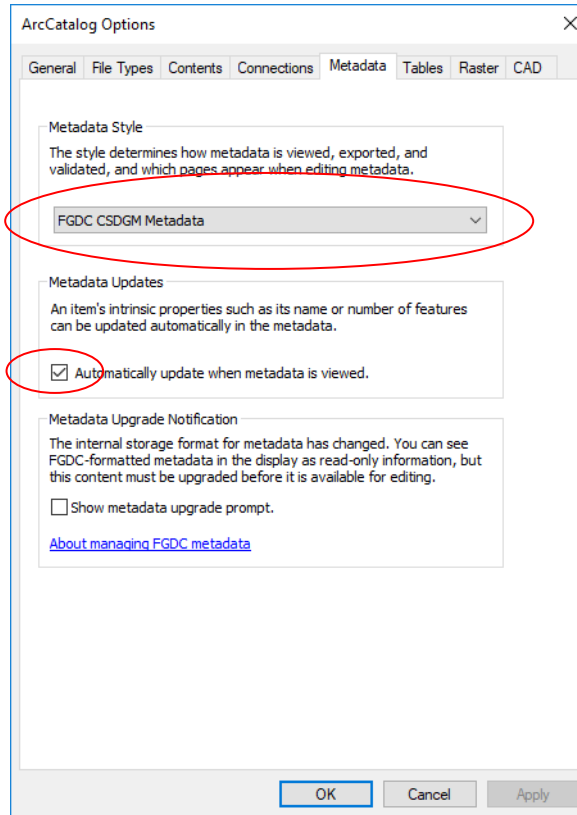 ArcCatalog Options
General File Types Contents Connections Metadata Tables Raster CAD
Metadata Style
The style determines how metadata is viewed, exported, and
validated, and which pages appear when editing metadata.
FGDC CSDGM Metadata
Metadata Updates
An item's intrinsic properties such as its name or number of features
can be updated automatically in the metadata.
Automatically update when metadata is viewed.
Metadata Upgrade Notification
The internal storage format for metadata has changed. You can see
FGDC-formatted metadata in the display as read-only information, but
this content must be upgraded before it is available for editing.
Show metadata upgrade prompt.
About managing FGDC metadata
OK Cancel Apply